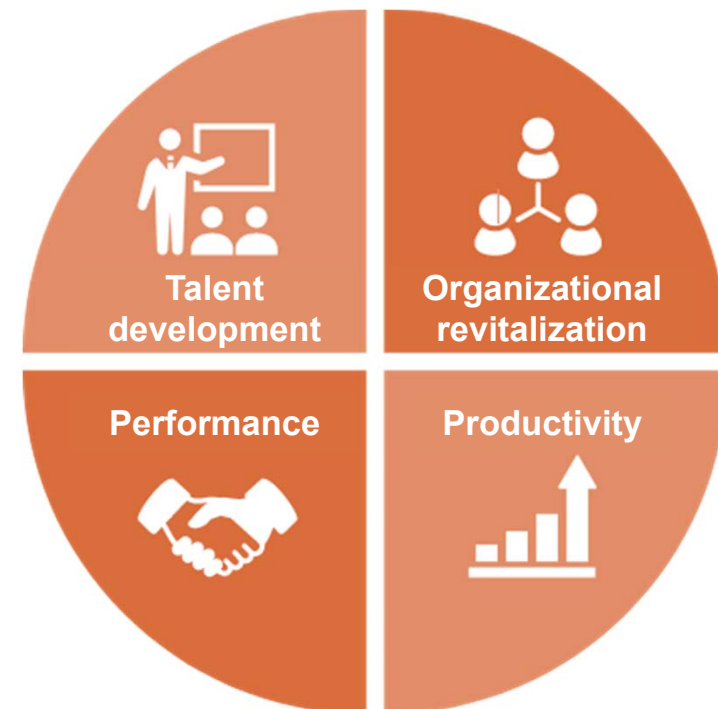 Talent
development
Organizational
revitalization
Performance
Productivity